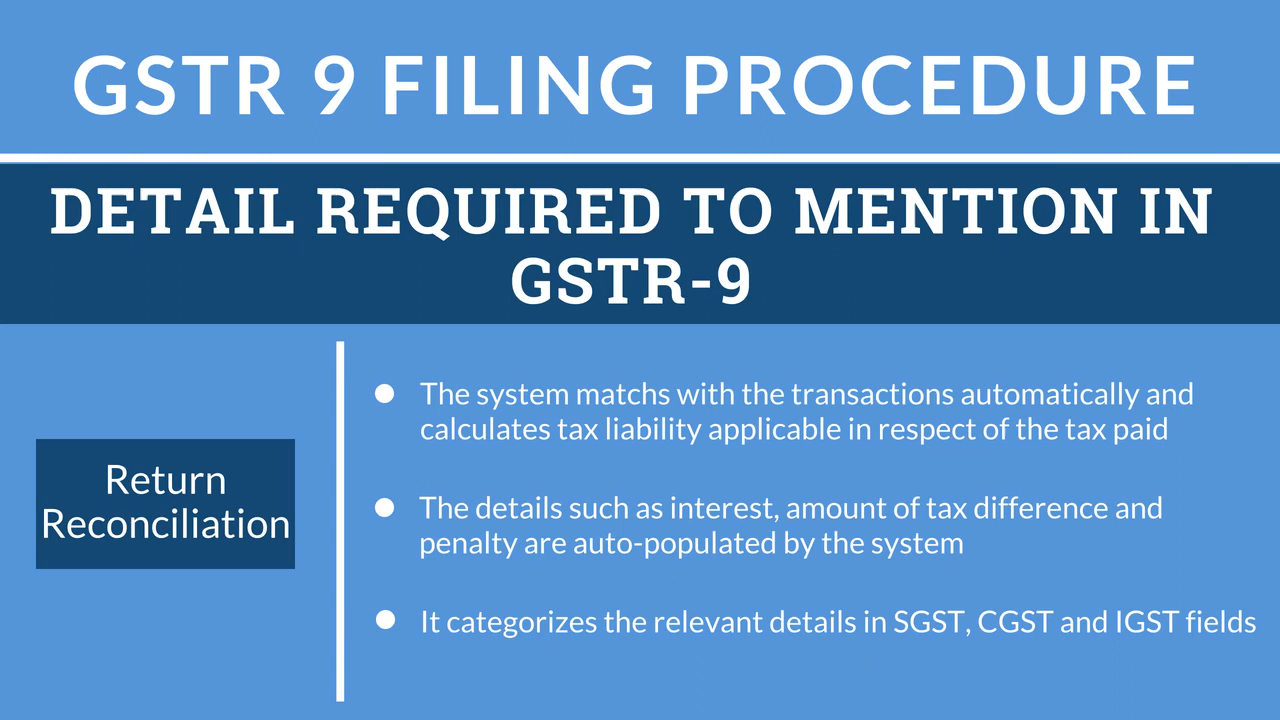 GSTR 9 FILING PROCEDURE
DETAIL REQUIRED TO MENTION IN
GSTR-9
Return
Reconciliation
The system matchs with the transactions automatically and
calculates tax liability applicable in respect of the tax paid
The details such as interest, amount of tax difference and
penalty are auto-populated by the system
It categorizes the relevant details in SGST, CGST and IGST fields